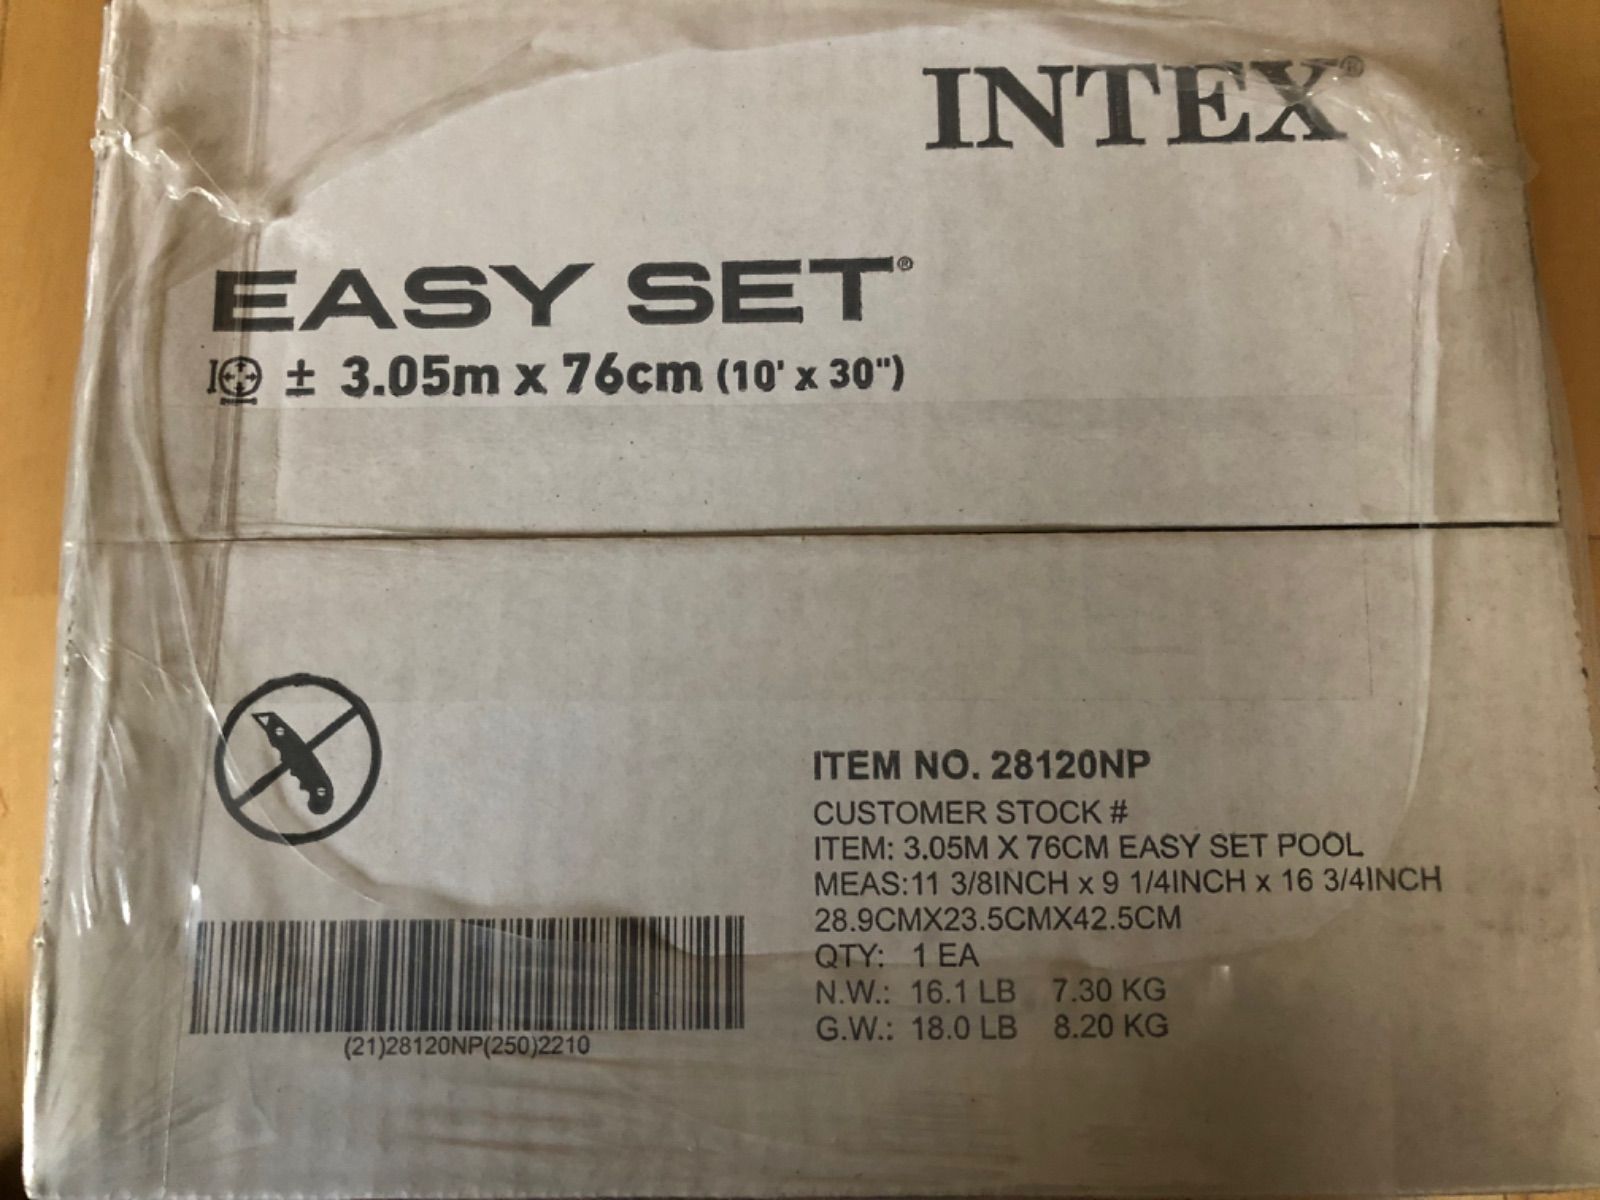 INTEX®
EASY SET®
± 3.05m x 76cm (10' x 30")
ITEM NO. 28120NP
CUSTOMER STOCK #
ITEM: 3.05M X 76CM EASY SET POOL
MEAS:11 3/8INCH x 9 1/4INCH x 16 3/4INCH
28.9CMX23.5CMX42.5CM
QTY: 1 EA
N.W.: 16.1 LB 7.30 KG
G.W.: 18.0 LB 8.20 KG
(21)28120NP(250)2210